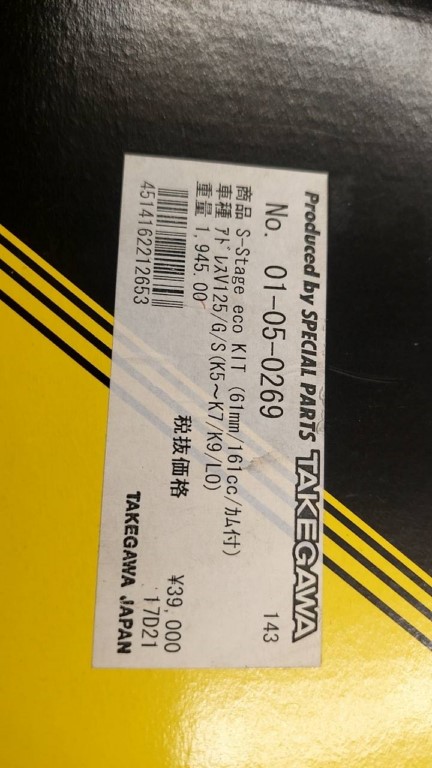 Produced by SPECIAL PARTS TAKEGAWA
No. 01-05-0269 143
商品 S-Stage eco KIT (61mm/161cc/ｶﾑ付)
車種 ｱﾄﾞﾚｽV125/G/S(K5～K7/K9/L0)
重量 1,945.00
税抜価格 ¥39,000
4514162212653
17D21
TAKEGAWA JAPAN